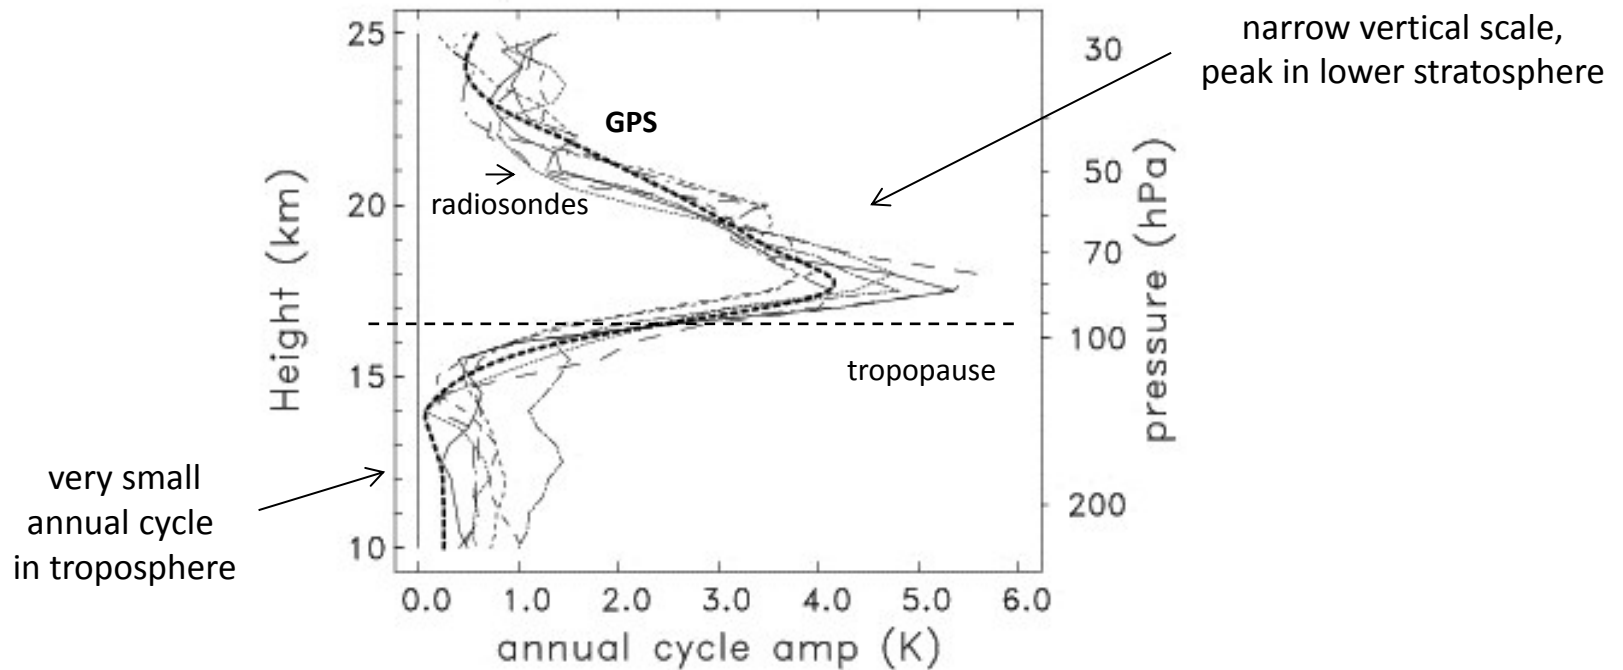 narrow vertical scale,
peak in lower stratosphere
25
20
15
10
Height (km)
30
50
70
100
200
pressure (hPa)
GPS
radiosondes
tropopause
very small
annual cycle
in troposphere
0.0 1.0 2.0 3.0 4.0 5.0 6.0
annual cycle amp (K)